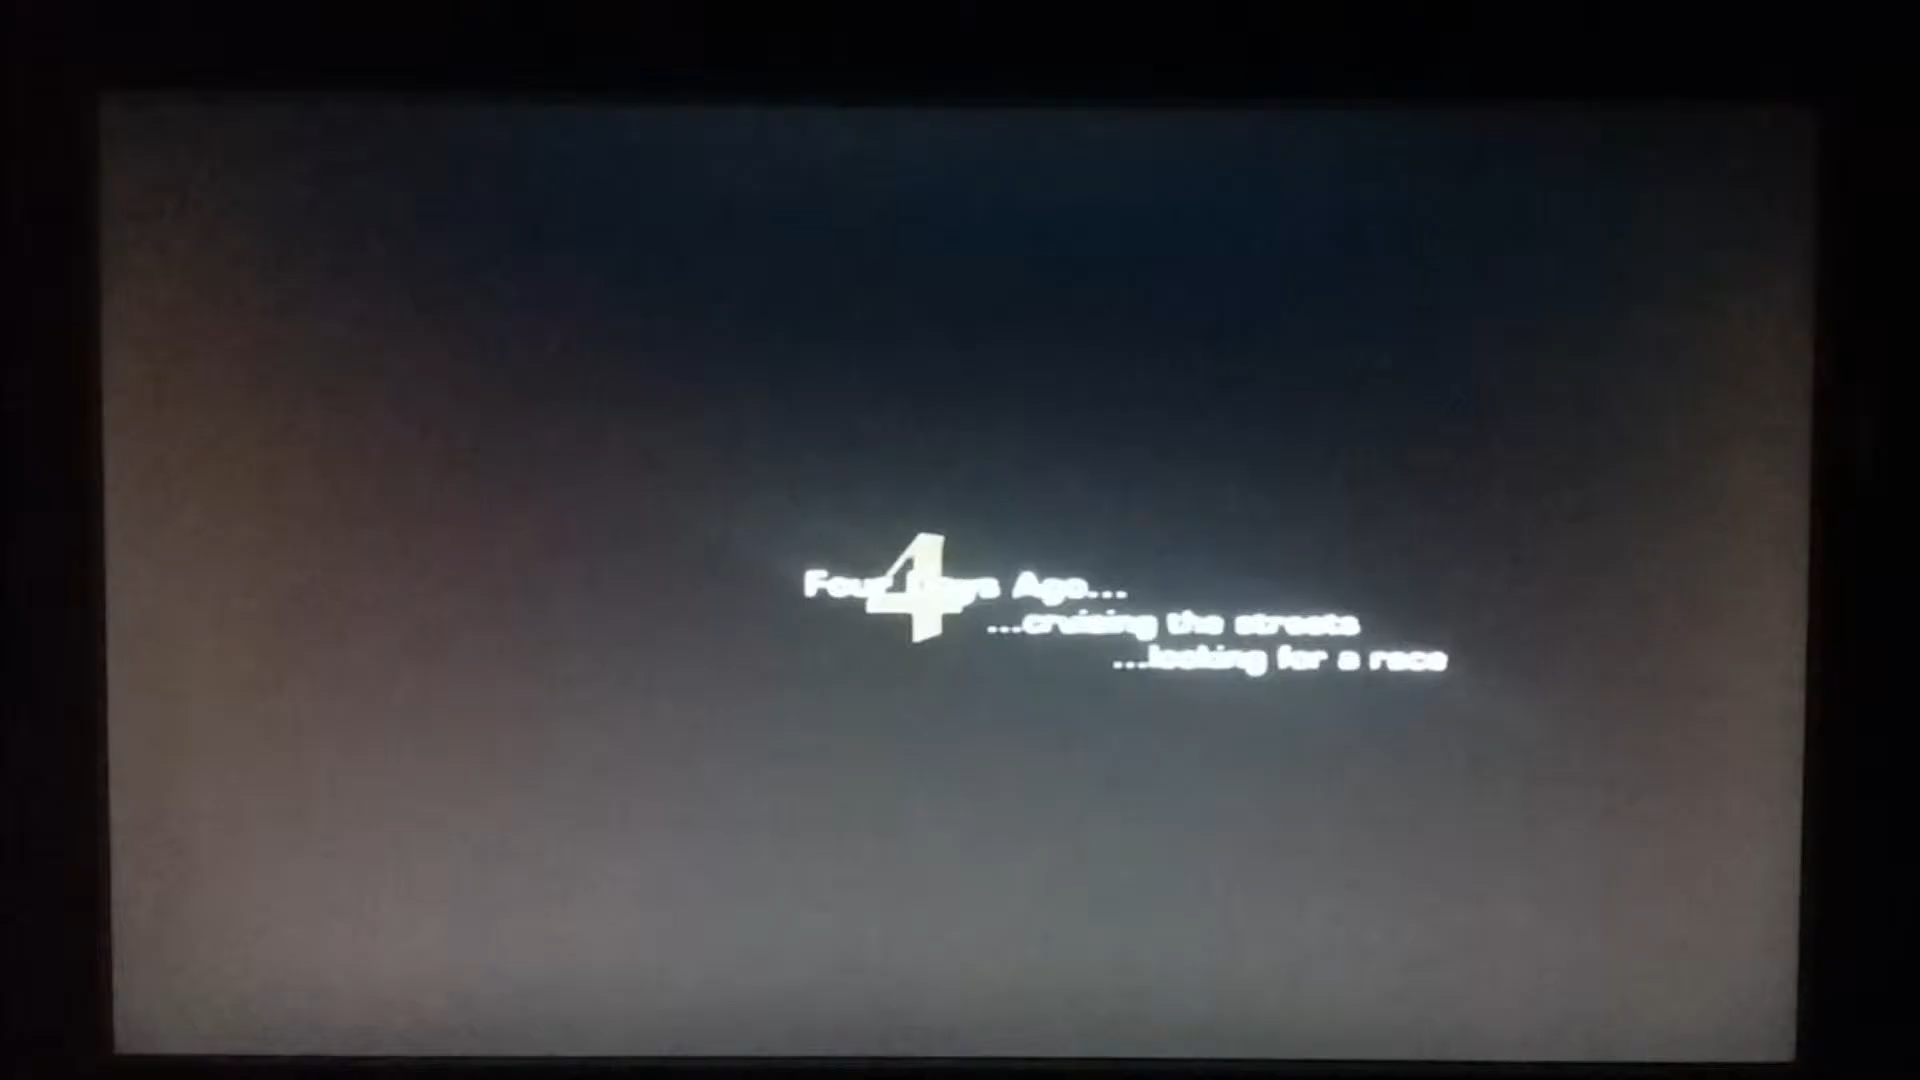 4
Four Days Ago...
...cruising the streets
...looking for a race